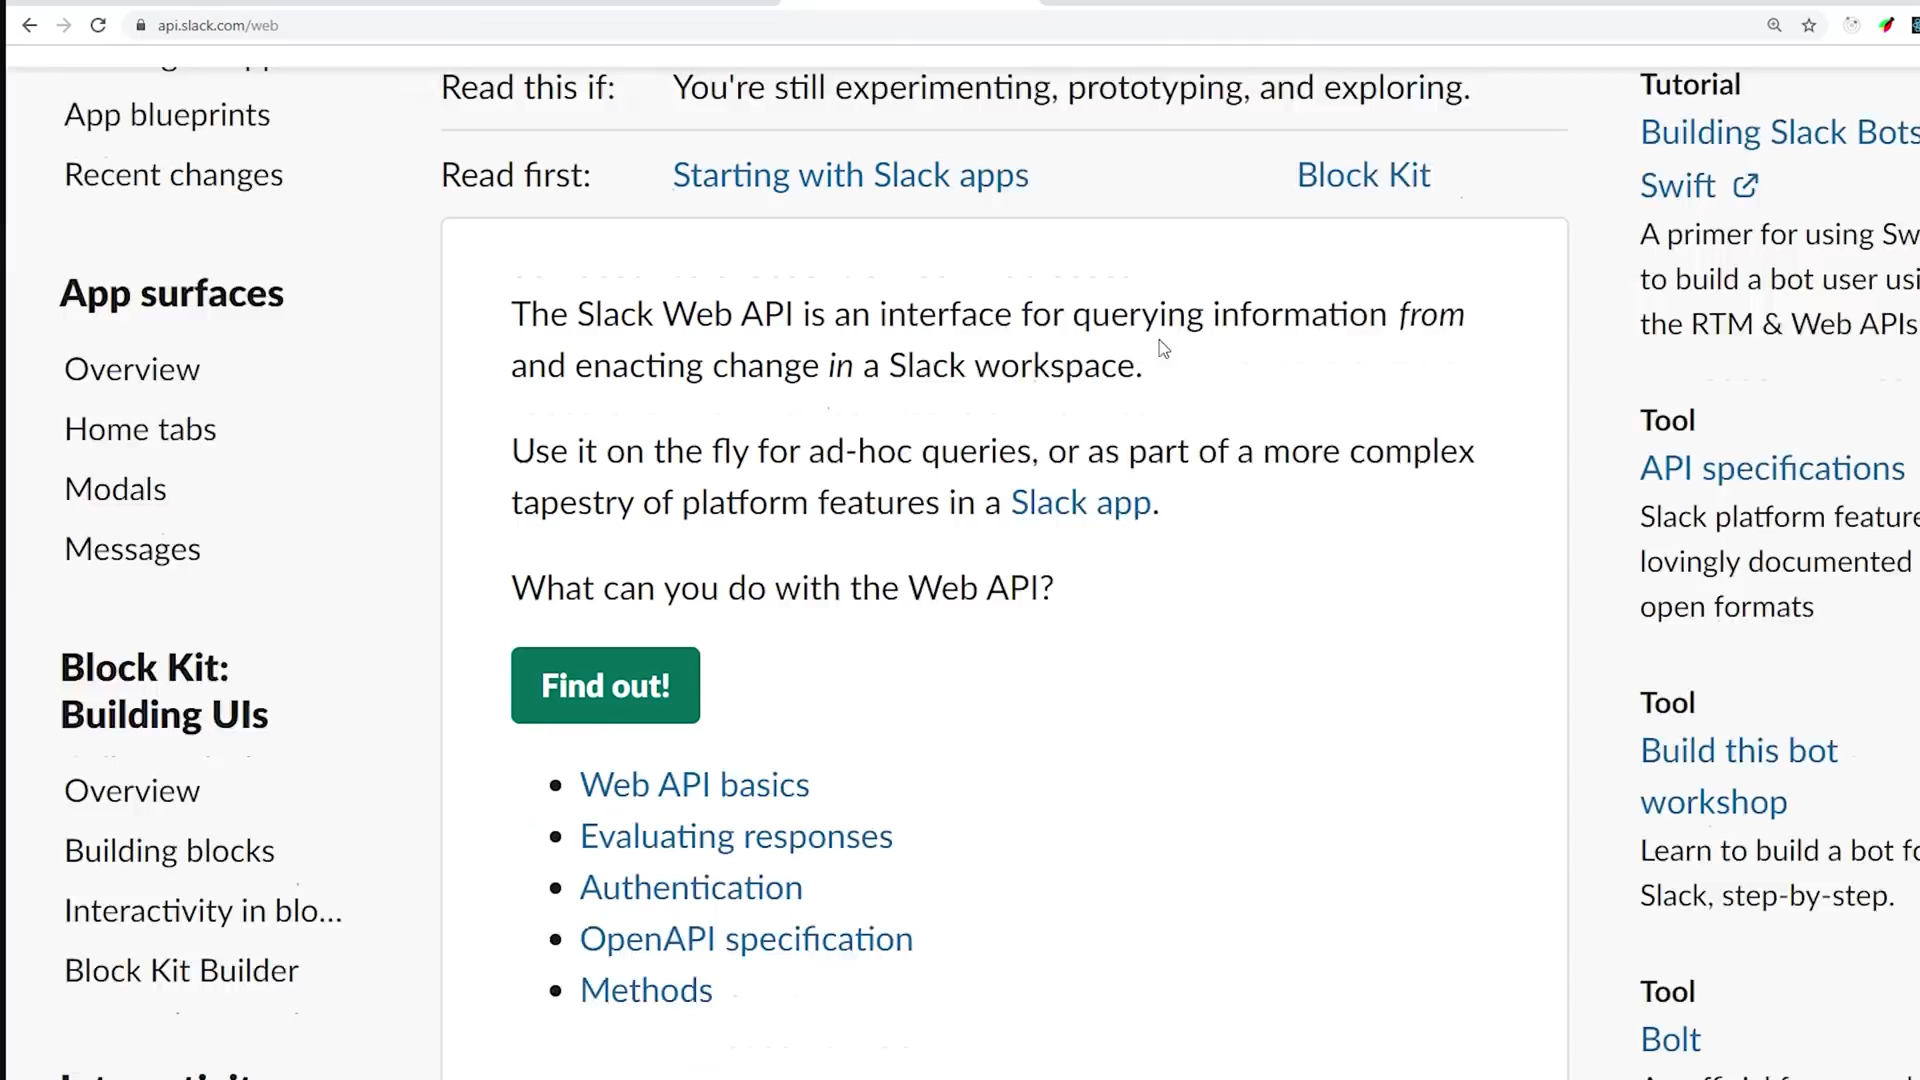 api.slack.com/web
App blueprints
Recent changes
App surfaces
Overview
Home tabs
Modals
Messages
Block Kit:
Building UIs
Overview
Building blocks
Interactivity in blo...
Block Kit Builder
Read this if: You're still experimenting, prototyping, and exploring.
Read first: Starting with Slack apps Block Kit
The Slack Web API is an interface for querying information from
and enacting change in a Slack workspace.
Use it on the fly for ad-hoc queries, or as part of a more complex
tapestry of platform features in a Slack app.
What can you do with the Web API?
Find out!
• Web API basics
• Evaluating responses
• Authentication
• OpenAPI specification
• Methods
Tutorial
Building Slack Bots
Swift
A primer for using Sw
to build a bot user usi
the RTM & Web APIs
Tool
API specifications
Slack platform feature
lovingly documented
open formats
Tool
Build this bot
workshop
Learn to build a bot fo
Slack, step-by-step.
Tool
Bolt